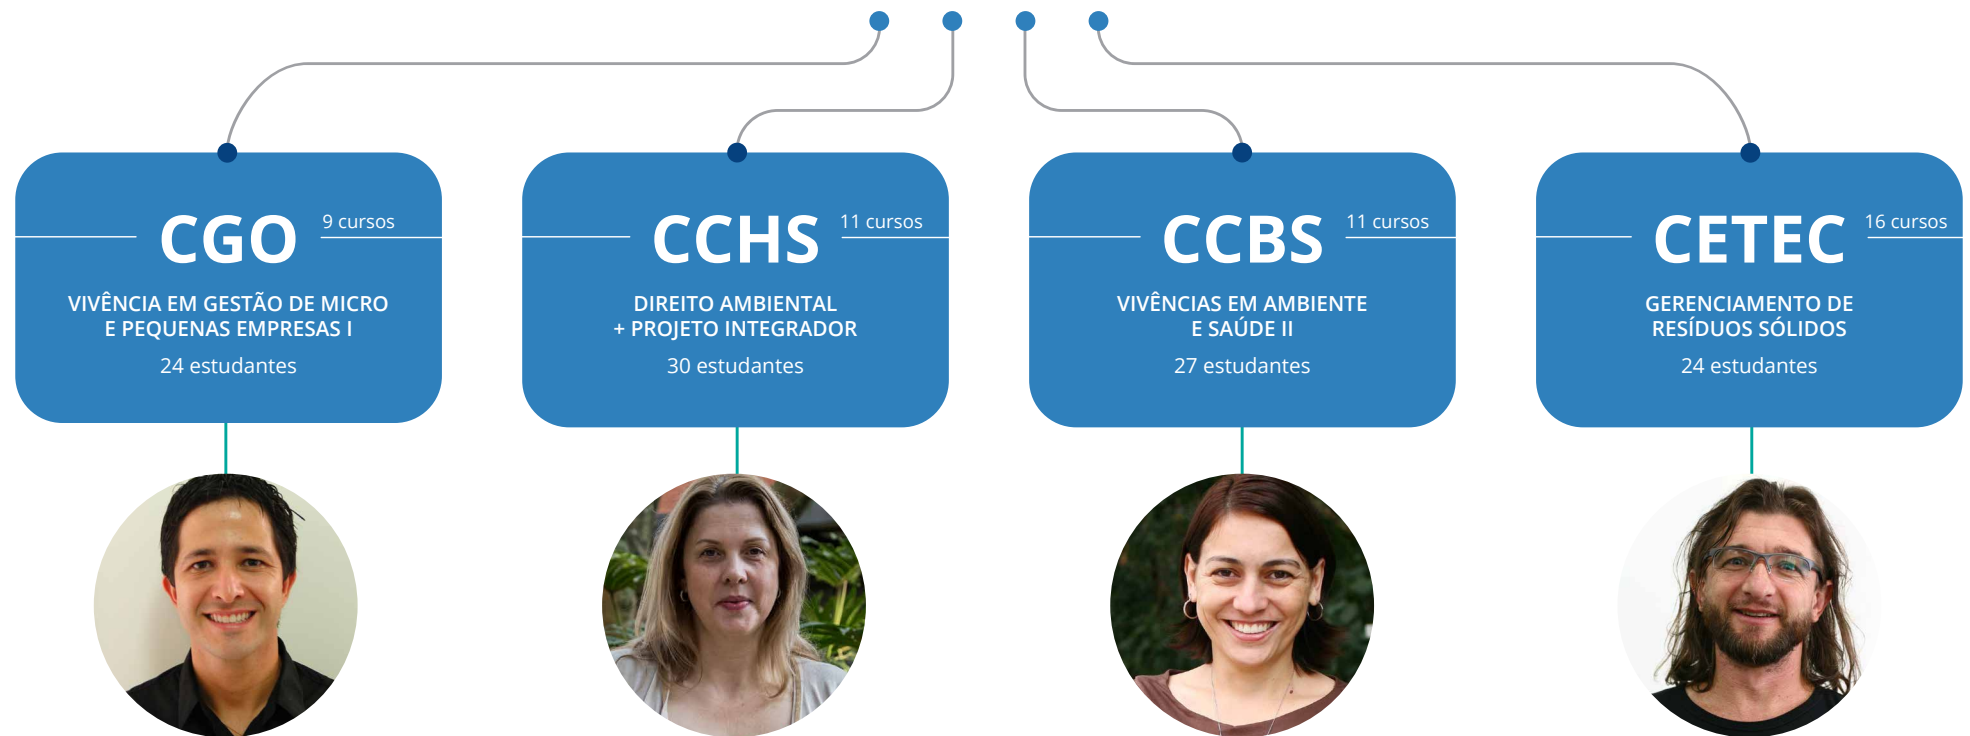 CGO
9 cursos
VIVÊNCIA EM GESTÃO DE MICRO
E PEQUENAS EMPRESAS I
24 estudantes
CCHS
11 cursos
DIREITO AMBIENTAL
+ PROJETO INTEGRADOR
30 estudantes
CCBS
11 cursos
VIVÊNCIAS EM AMBIENTE
E SAÚDE II
27 estudantes
CETEC
16 cursos
GERENCIAMENTO DE
RESÍDUOS SÓLIDOS
24 estudantes